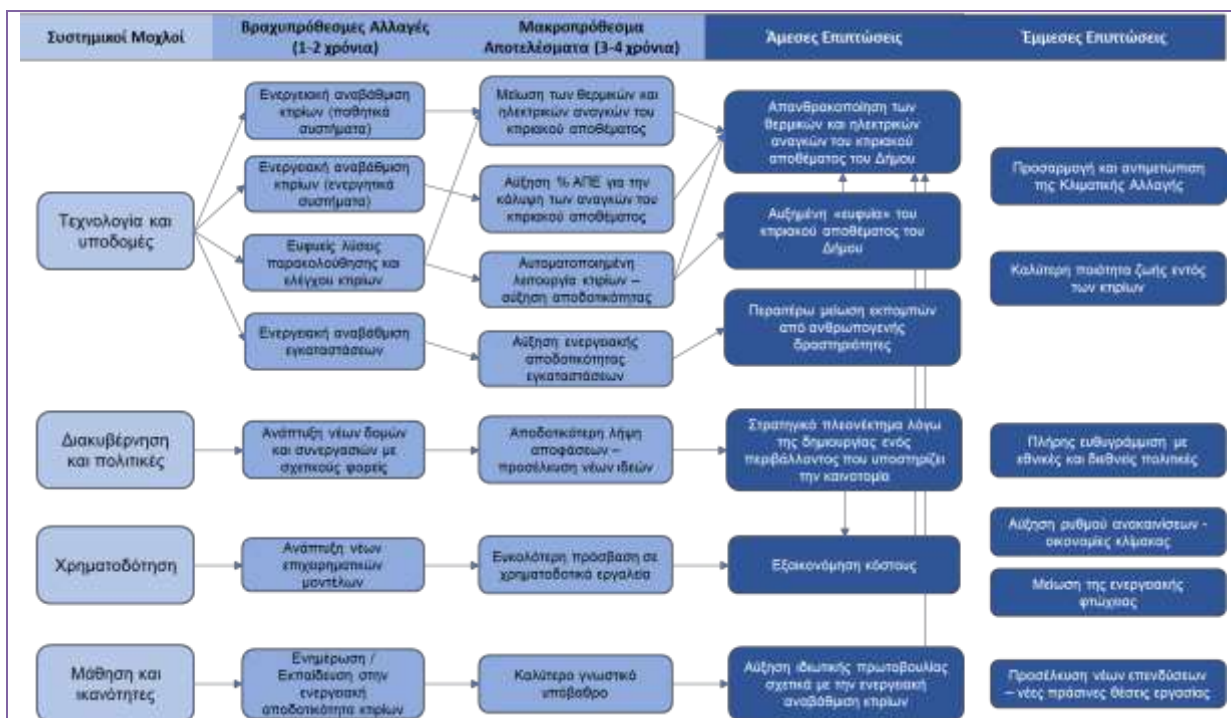 Συστημικοί Μοχλοί
Βραχυπρόθεσμες Αλλαγές
(1-2 χρόνια)
Μακροπρόθεσμα
Αποτελέσματα (3-4 χρόνια)
Άμεσες Επιπτώσεις
Έμμεσες Επιπτώσεις
Τεχνολογία και
υποδομές
Ενεργειακή αναβάθμιση
κτιρίων (παθητικά
συστήματα)
Ενεργειακή αναβάθμιση
κτιρίων (ενεργητικά
συστήματα)
Ευφυείς λύσεις
παρακολούθησης και
ελέγχου κτιρίων
Ενεργειακή αναβάθμιση
εγκαταστάσεων
Μείωση των θερμικών και
ηλεκτρικών αναγκών του
κτιριακού αποθέματος
Αύξηση % ΑΠΕ για την
κάλυψη των αναγκών του
κτιριακού αποθέματος
Αυτοματοποιημένη
λειτουργία κτιρίων –
αύξηση αποδοτικότητας
Αύξηση ενεργειακής
αποδοτικότητας
εγκαταστάσεων
Απανθρακοποίηση των
θερμικών και ηλεκτρικών
αναγκών του κτιριακού
αποθέματος του Δήμου
Αυξημένη «ευφυία» του
κτιριακού αποθέματος του
Δήμου
Περαιτέρω μείωση εκπομπών
από ανθρωπογενής
δραστηριότητες
Προσαρμογή και αντιμετώπιση
της Κλιματικής Αλλαγής
Καλύτερη ποιότητα ζωής εντός
των κτιρίων
Διακυβέρνηση
και πολιτικές
Ανάπτυξη νέων δομών
και συνεργασιών με
σχετικούς φορείς
Αποδοτικότερη λήψη
αποφάσεων –
προσέλκυση νέων ιδεών
Στρατηγικό πλεονέκτημα λόγω
της δημιουργίας ενός
περιβάλλοντος που υποστηρίζει
την καινοτομία
Πλήρης ευθυγράμμιση με
εθνικές και διεθνείς πολιτικές
Χρηματοδότηση
Ανάπτυξη νέων
επιχειρηματικών
μοντέλων
Ευκολότερη πρόσβαση σε
χρηματοδοτικά εργαλεία
Εξοικονόμηση κόστους
Αύξηση ρυθμού ανακαινίσεων -
οικονομίες κλίμακας
Μείωση της ενεργειακής
φτώχειας
Μάθηση και
ικανότητες
Ενημέρωση /
Εκπαίδευση στην
ενεργειακή
αποδοτικότητα κτιρίων
Καλύτερο γνωστικό
υπόβαθρο
Αύξηση ιδιωτικής πρωτοβουλίας
σχετικά με την ενεργειακή
αναβάθμιση κτιρίων
Προσέλκυση νέων επενδύσεων
– νέες πράσινες θέσεις εργασίας